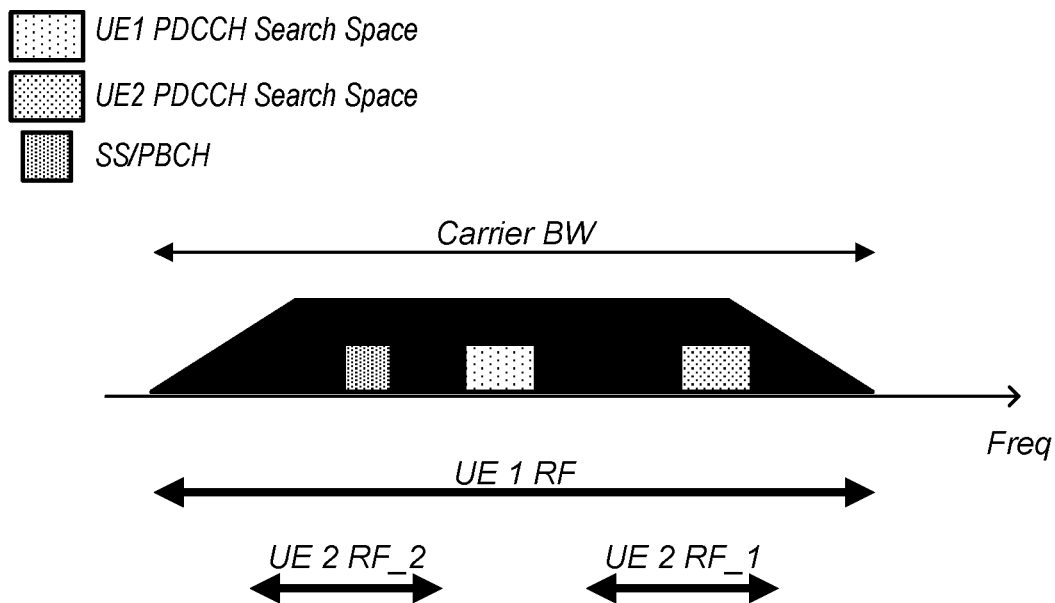 UE1 PDCCH Search Space
UE2 PDCCH Search Space
SS/PBCH
Carrier BW
Freq
UE 1 RF
UE 2 RF_2
UE 2 RF_1